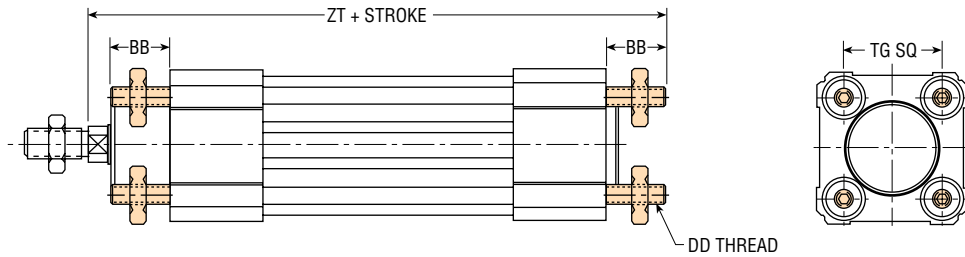 ZT + STROKE
BB
BB
TG SQ
DD THREAD